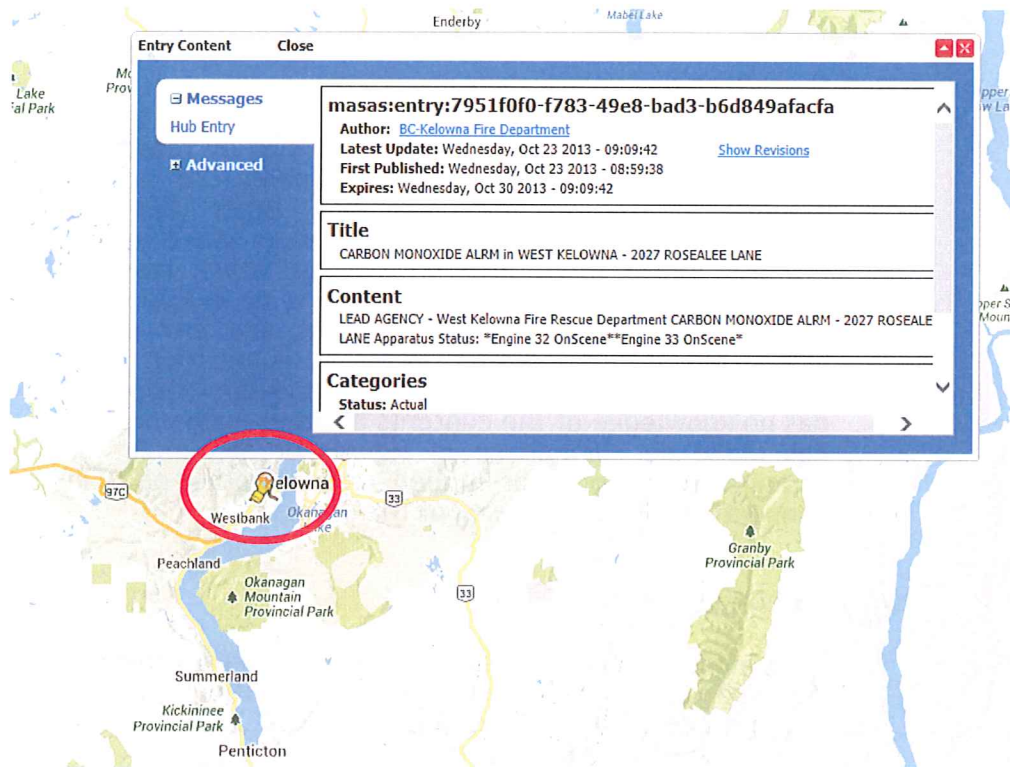 Enderby
Mabel Lake
Entry Content Close
Lake
Messages
Hub Entry
Advanced
masas:entry:7951f0f0-f783-49e8-bad3-b6d849afacfa
Author: BC-Kelowna Fire Department
Latest Update: Wednesday, Oct 23 2013 - 09:09:42 Show Revisions
First Published: Wednesday, Oct 23 2013 - 08:59:38
Expires: Wednesday, Oct 30 2013 - 09:09:42
Title
CARBON MONOXIDE ALRM in WEST KELOWNA - 2027 ROSEALEE LANE
Content
LEAD AGENCY - West Kelowna Fire Rescue Department CARBON MONOXIDE ALRM - 2027 ROSEALE
LANE Apparatus Status: *Engine 32 OnScene**Engine 33 OnScene*
Categories
Status: Actual
97C
elowna
33
Westbank
Okanagan
Lake
Peachland
Okanagan
Mountain
Provincial Park
33
Granby
Provincial Park
Summerland
Kickininee
Provincial Park
Penticton